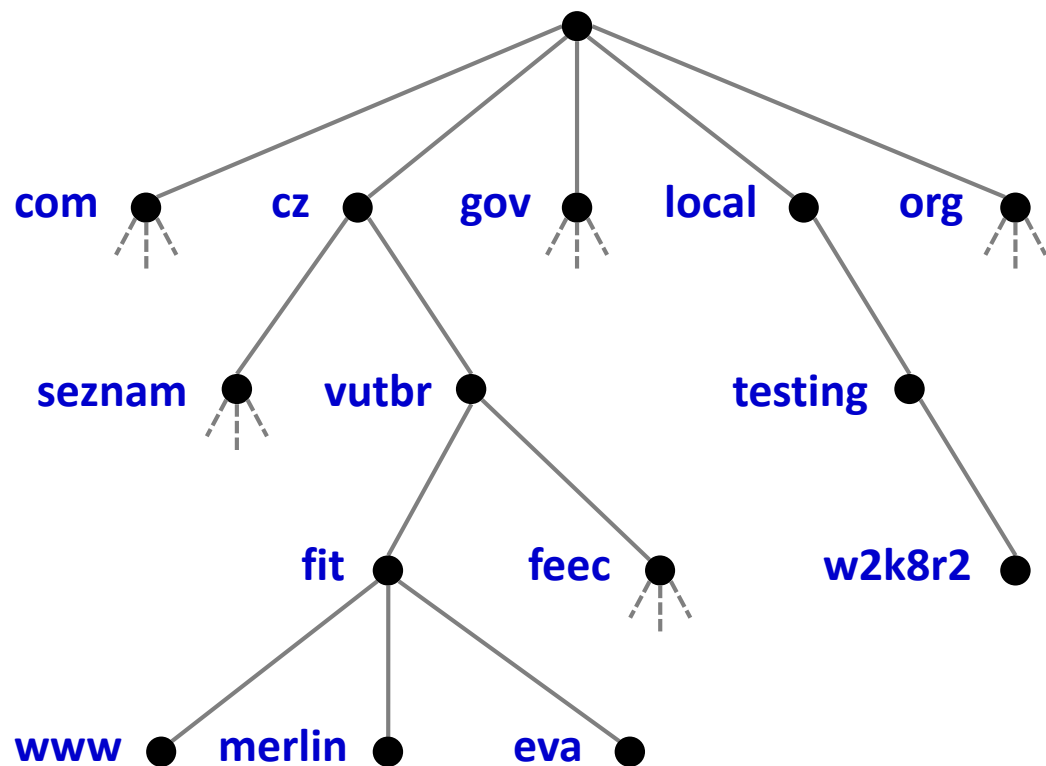 com cz gov local org
seznam vutbr testing
fit feec w2k8r2
www merlin eva